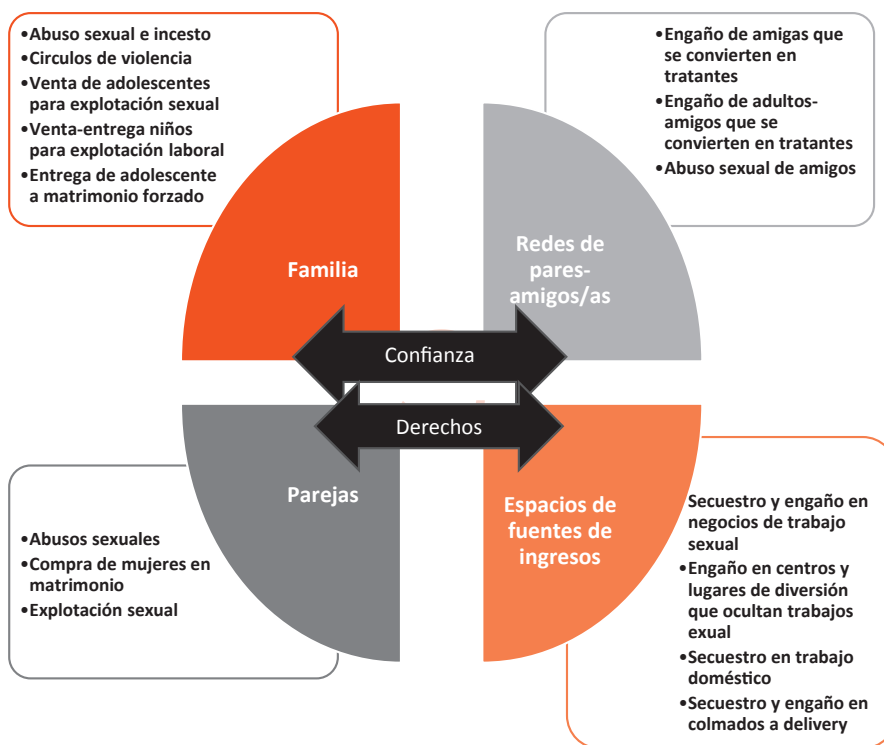 •Abuso sexual e incesto
•Circulos de violencia
•Venta de adolescentes
para explotación sexual
•Venta-entrega niños
para explotación laboral
•Entrega de adolescente
a matrimonio forzado
•Engaño de amigas que
se convierten en
tratantes
•Engaño de adultos-
amigos que se
convierten en tratantes
•Abuso sexual de amigos
Familia
Redes de
pares-
amigos/as
Confianza
Derechos
Parejas
Espacios de
fuentes de
ingresos
•Abusos sexuales
•Compra de mujeres en
matrimonio
•Explotación sexual
Secuestro y engaño en
negocios de trabajo
sexual
•Engaño en centros y
lugares de diversión
que ocultan trabajos
exual
•Secuestro en trabajo
doméstico
•Secuestro y engaño en
colmados a delivery